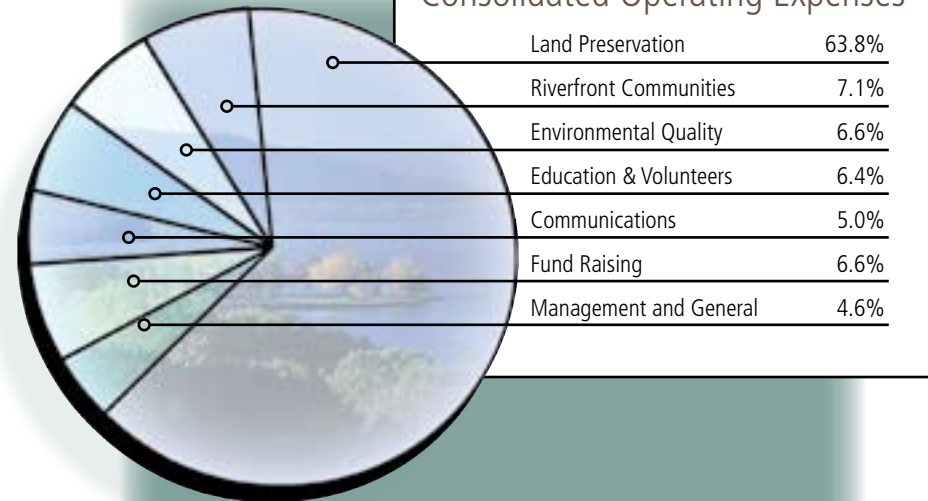 Consolidated Operating Expenses
Land Preservation 63.8%
Riverfront Communities 7.1%
Environmental Quality 6.6%
Education & Volunteers 6.4%
Communications 5.0%
Fund Raising 6.6%
Management and General 4.6%